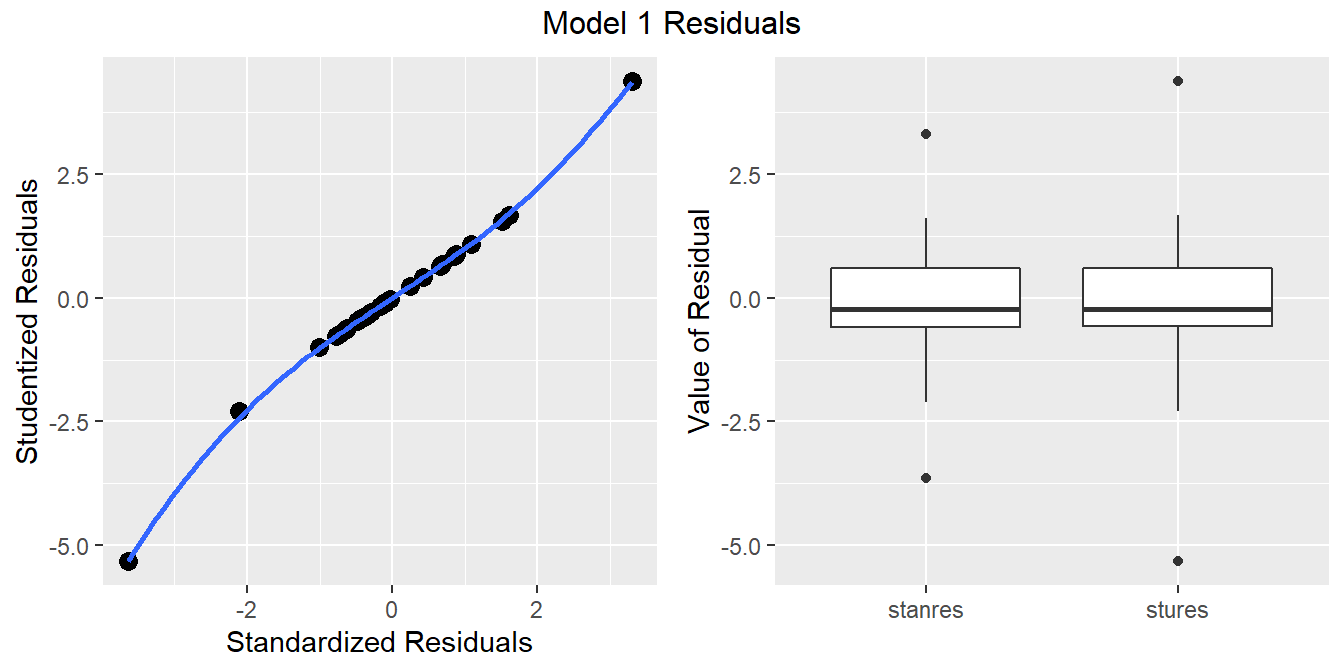 Model 1 Residuals
Studentized Residuals
2.5
0.0
-2.5
-5.0
-2
0
2
Standardized Residuals
Value of Residual
2.5
0.0
-2.5
-5.0
stanres
stures